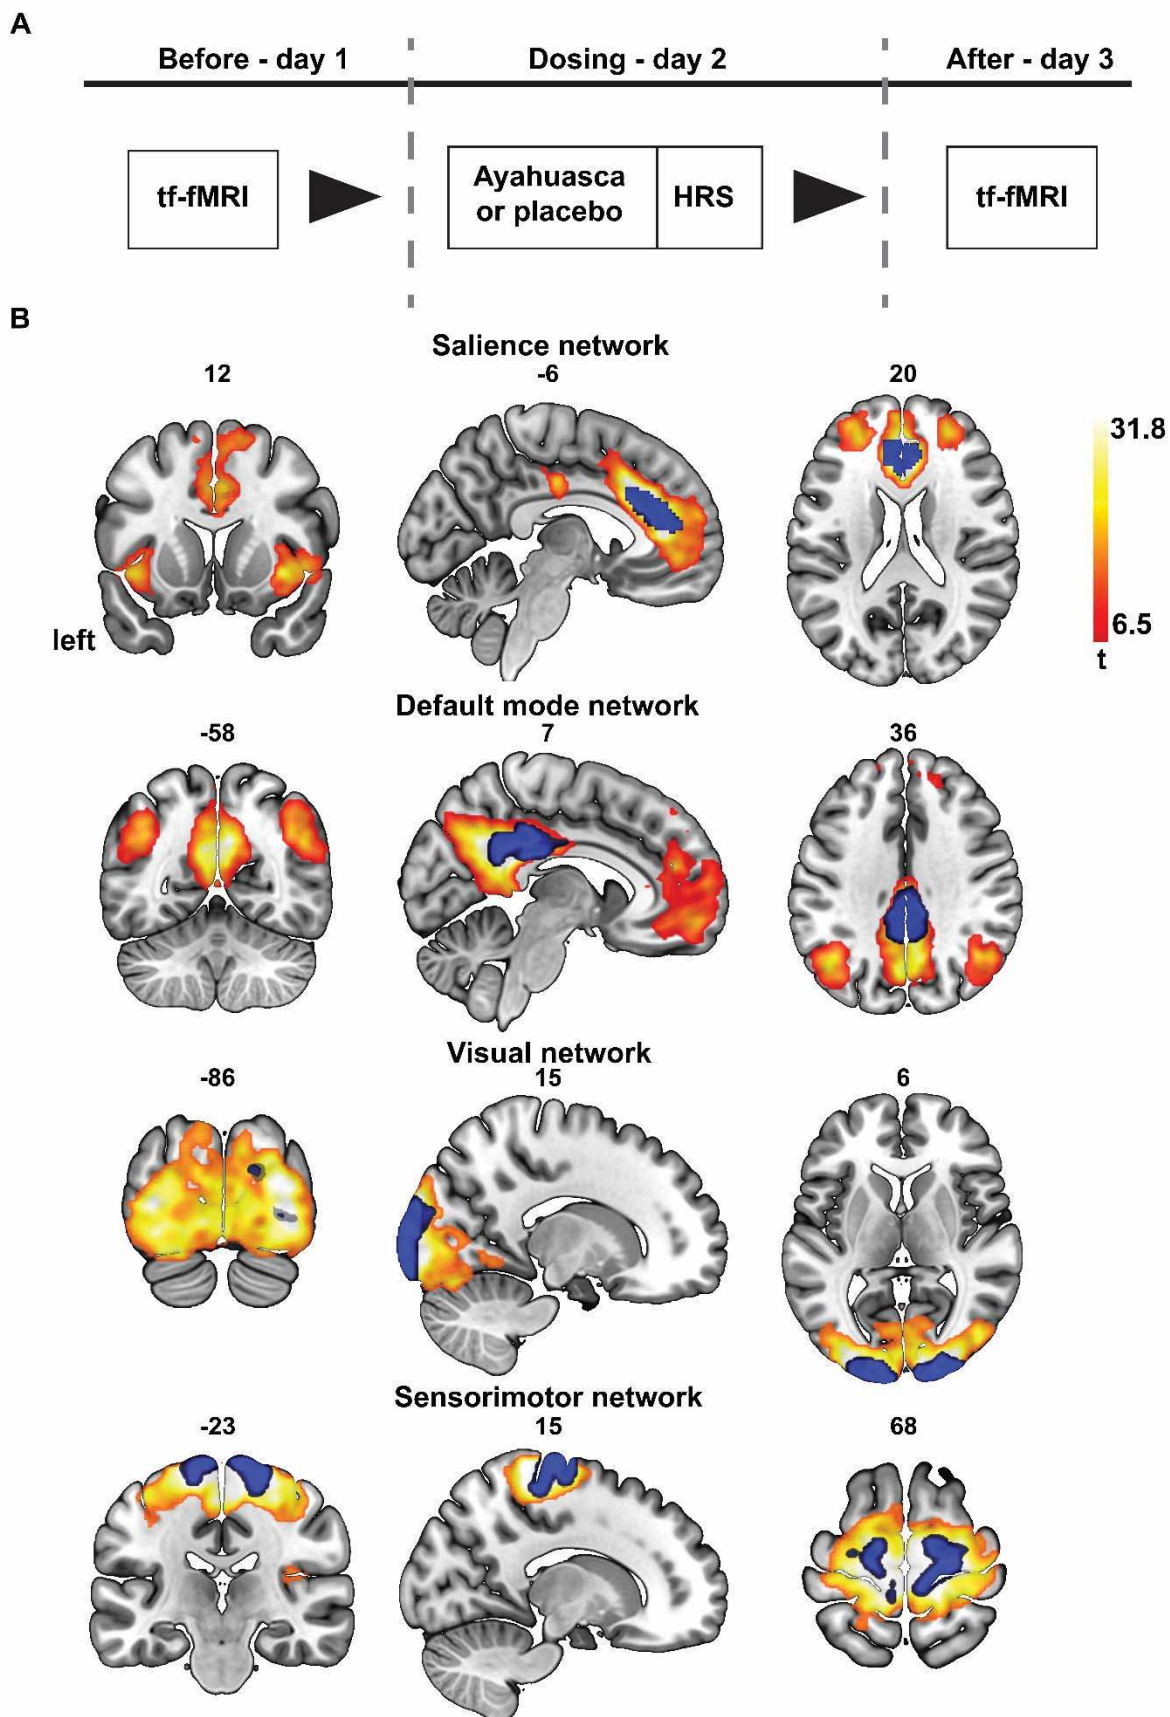 A
Before - day 1
Dosing - day 2
After - day 3
tf-fMRI
Ayahuasca
or placebo
HRS
tf-fMRI
B
Salience network
12
-6
20
31.8
6.5
t
left
Default mode network
-58
7
36
Visual network
-86
15
6
Sensorimotor network
-23
15
68